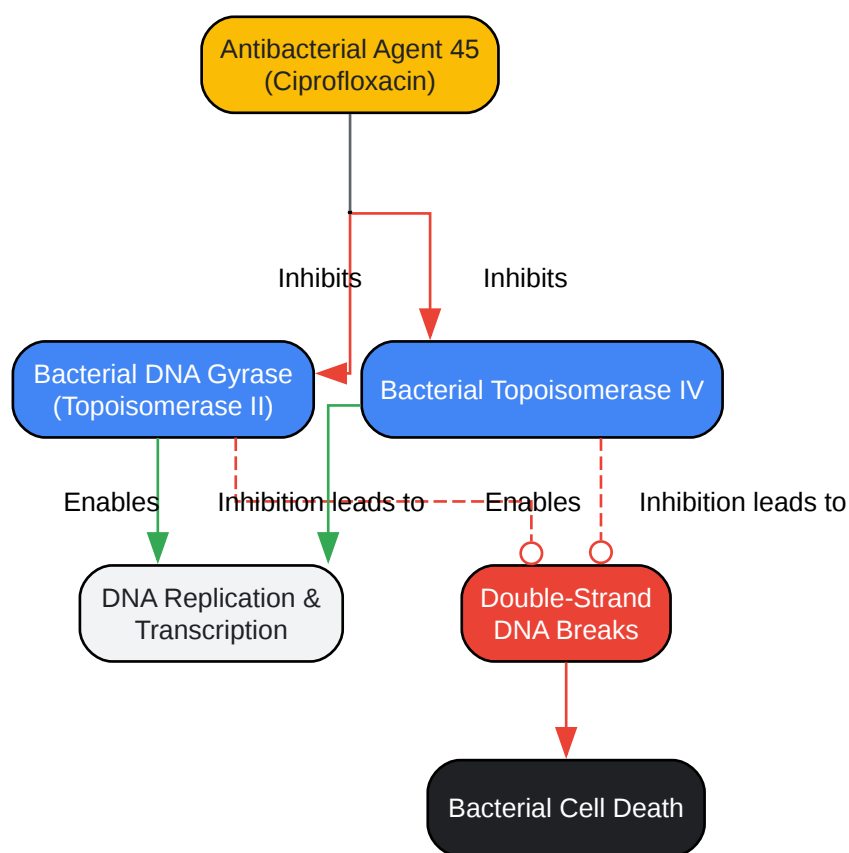 Antibacterial Agent 45
(Ciprofloxacin)
Inhibits
Inhibits
Bacterial DNA Gyrase
(Topoisomerase II)
Bacterial Topoisomerase IV
Enables
Inhibition leads to
Enables
Inhibition leads to
DNA Replication &
Transcription
Double-Strand
DNA Breaks
Bacterial Cell Death